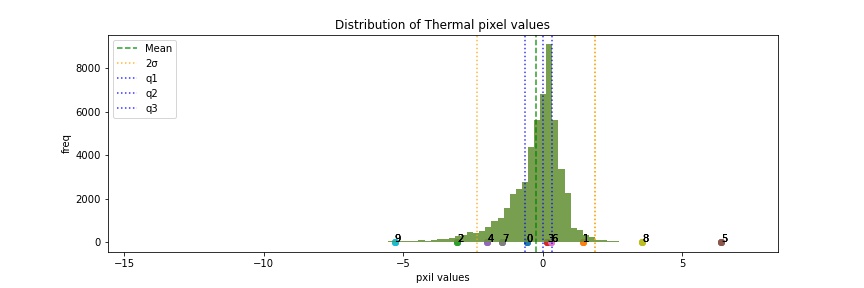 Distribution of Thermal pixel values
Mean
2σ
q1
q2
q3
8000
6000
4000
2000
0
freq
9 2 4 7 0 3 6 1 8 5
−15 −10 −5 0 5
pxil values